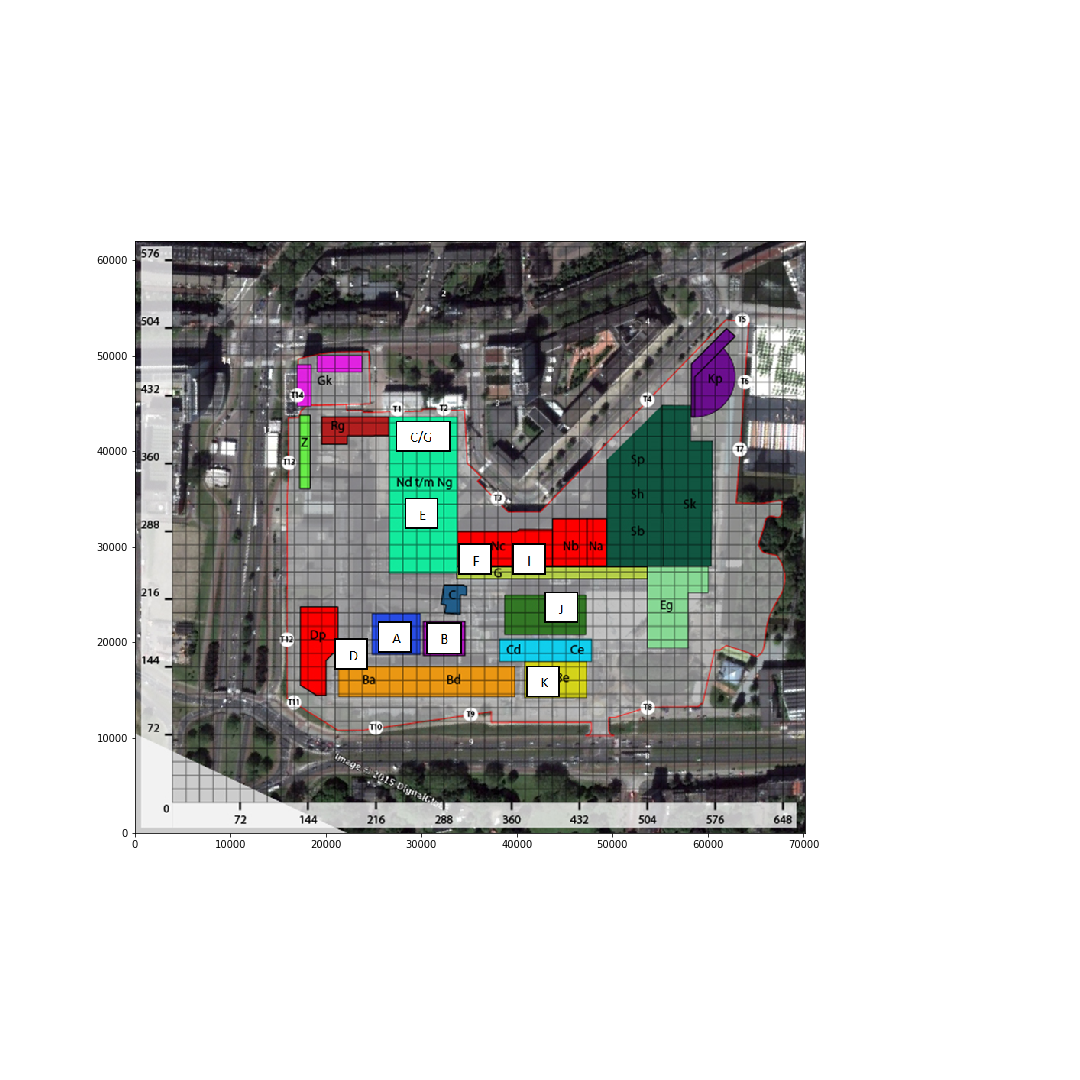 60000
50000
40000
30000
20000
10000
0
576
504
432
360
288
216
144
72
0
T5
T6
T4
T14
T1
T2
T7
T13
T3
T12
T11
T10
T9
T8
1
2
Gk
Kp
Rg
Z
C/G
Nd t/m Ng
E
Sp
Sh
Sk
Sb
Nc
Nb
Na
F
I
G
C
J
Eg
Dp
A
B
D
Cd
Ce
Ba
Bd
K
Image © 2015 DigitalGlobe
72
144
216
288
360
432
504
576
648
0
10000
20000
30000
40000
50000
60000
70000